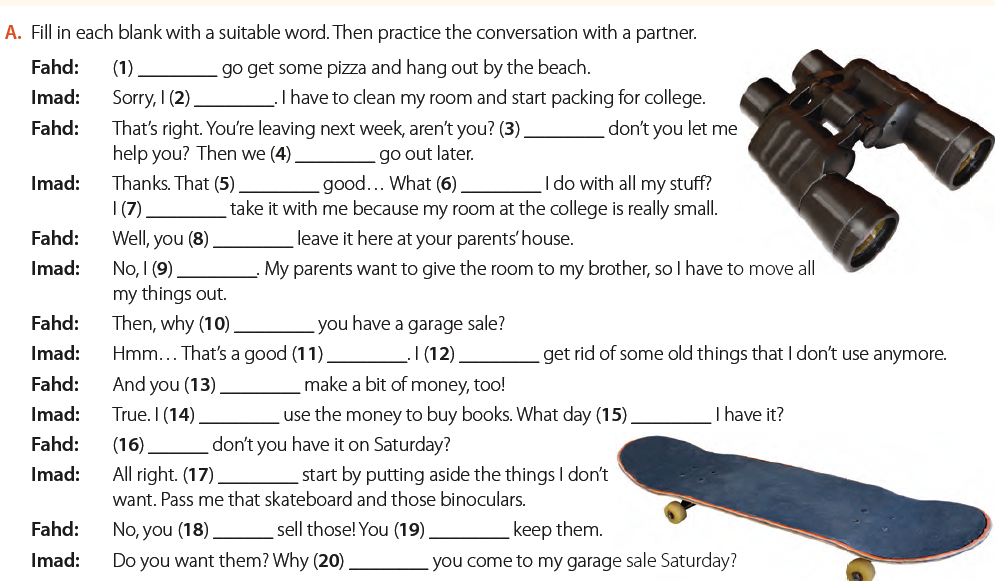 A. Fill in each blank with a suitable word. Then practice the conversation with a partner.
Fahd: (1) ________ go get some pizza and hang out by the beach.
Imad: Sorry, I (2) ________. I have to clean my room and start packing for college.
Fahd: That's right. You're leaving next week, aren't you? (3) ________ don't you let me
help you? Then we (4) ________ go out later.
Imad: Thanks. That (5) ________ good… What (6) ________ I do with all my stuff?
I (7) ________ take it with me because my room at the college is really small.
Fahd: Well, you (8) ________ leave it here at your parents' house.
Imad: No, I (9) ________. My parents want to give the room to my brother, so I have to move all
my things out.
Fahd: Then, why (10) ________ you have a garage sale?
Imad: Hmm… That's a good (11) ________. I (12) ________ get rid of some old things that I don't use anymore.
Fahd: And you (13) ________ make a bit of money, too!
Imad: True. I (14) ________ use the money to buy books. What day (15) ________ I have it?
Fahd: (16) ______ don't you have it on Saturday?
Imad: All right. (17) ________ start by putting aside the things I don't
want. Pass me that skateboard and those binoculars.
Fahd: No, you (18) ______ sell those! You (19) ________ keep them.
Imad: Do you want them? Why (20) ________ you come to my garage sale Saturday?